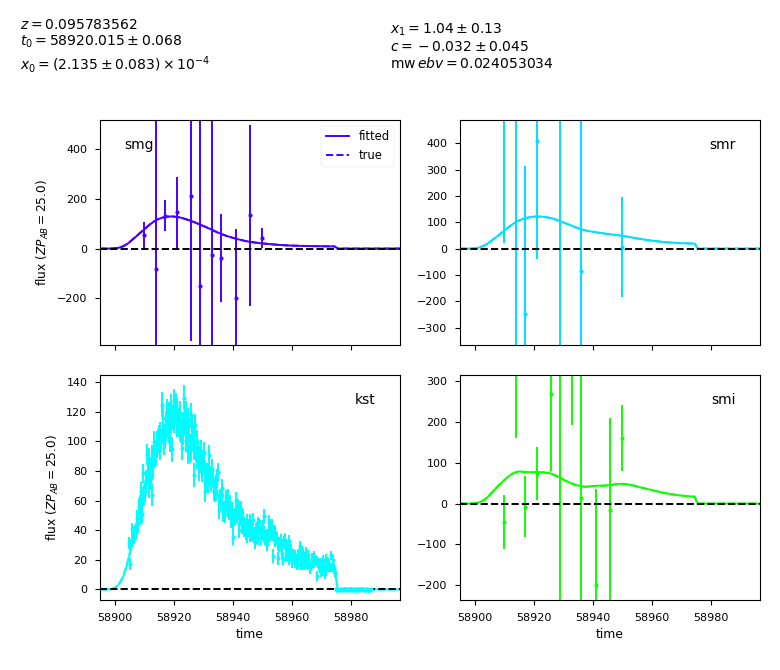 z = 0.095783562
t₀ = 58920.015 ± 0.068
x₀ = (2.135 ± 0.083) × 10⁻⁴
x₁ = 1.04 ± 0.13
c = −0.032 ± 0.045
mw ebv = 0.024053034
smg
fitted
true
400
200
0
−200
flux (ZP_AB = 25.0)
smr
400
300
200
100
0
−100
−200
−300
kst
140
120
100
80
60
40
20
0
flux (ZP_AB = 25.0)
58900 58920 58940 58960 58980
time
smi
300
200
100
0
−100
−200
58900 58920 58940 58960 58980
time